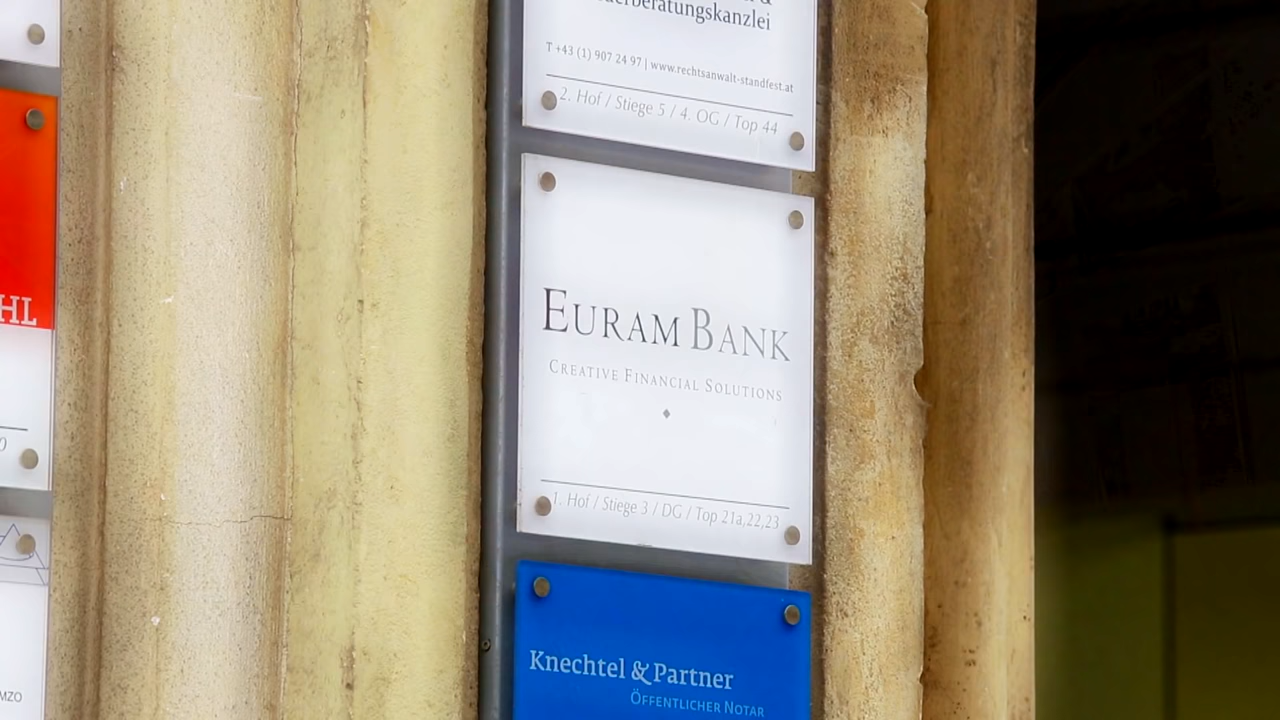 T +43 (1) 907 24 97 | www.rechtsanwalt-standfest.at
2. Hof / Stiege 5 / 4. OG / Top 44
EURAM BANK
CREATIVE FINANCIAL SOLUTIONS
1. Hof / Stiege 3 / DG / Top 21a,22,23
Knechtel & Partner
ÖFFENTLICHER NOTAR